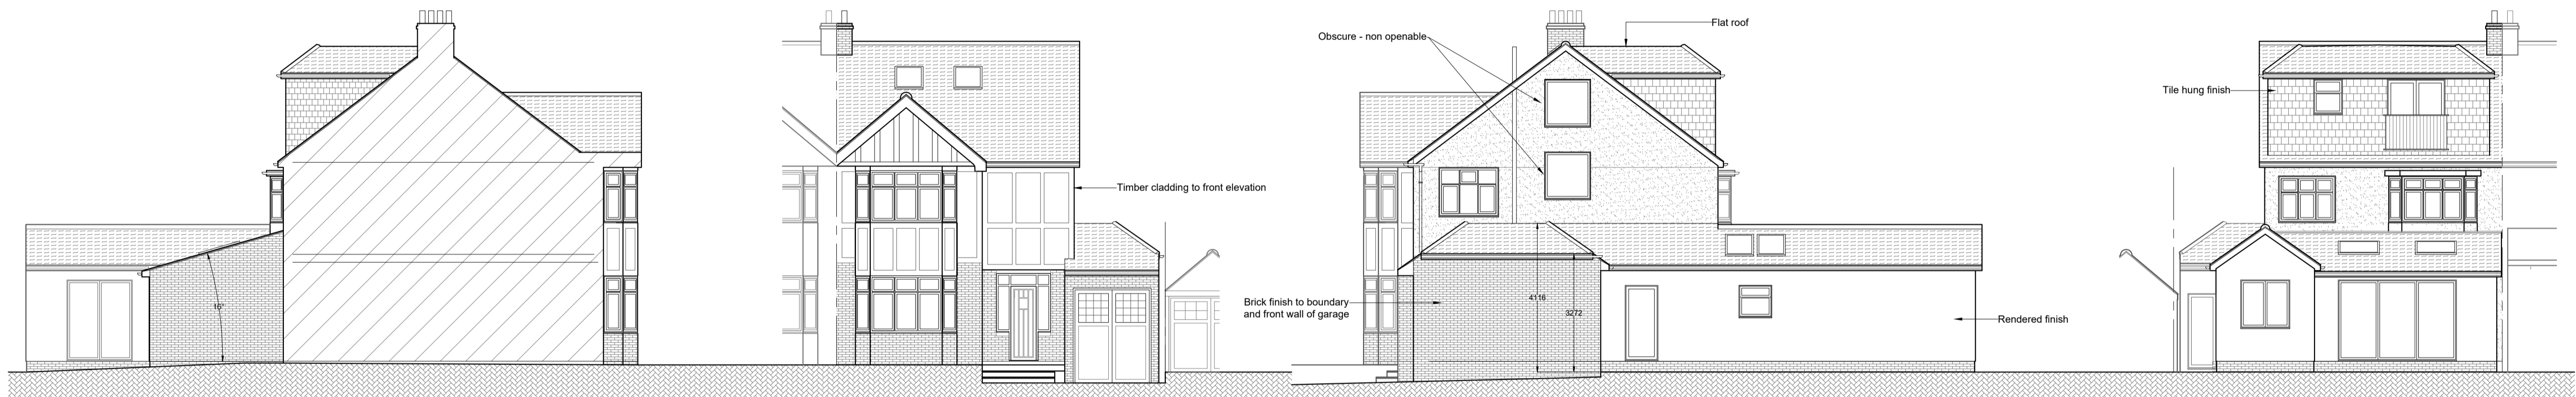 Flat roof
Obscure - non openable
Tile hung finish
Timber cladding to front elevation
16°
4116
3272
Brick finish to boundary
and front wall of garage
Rendered finish